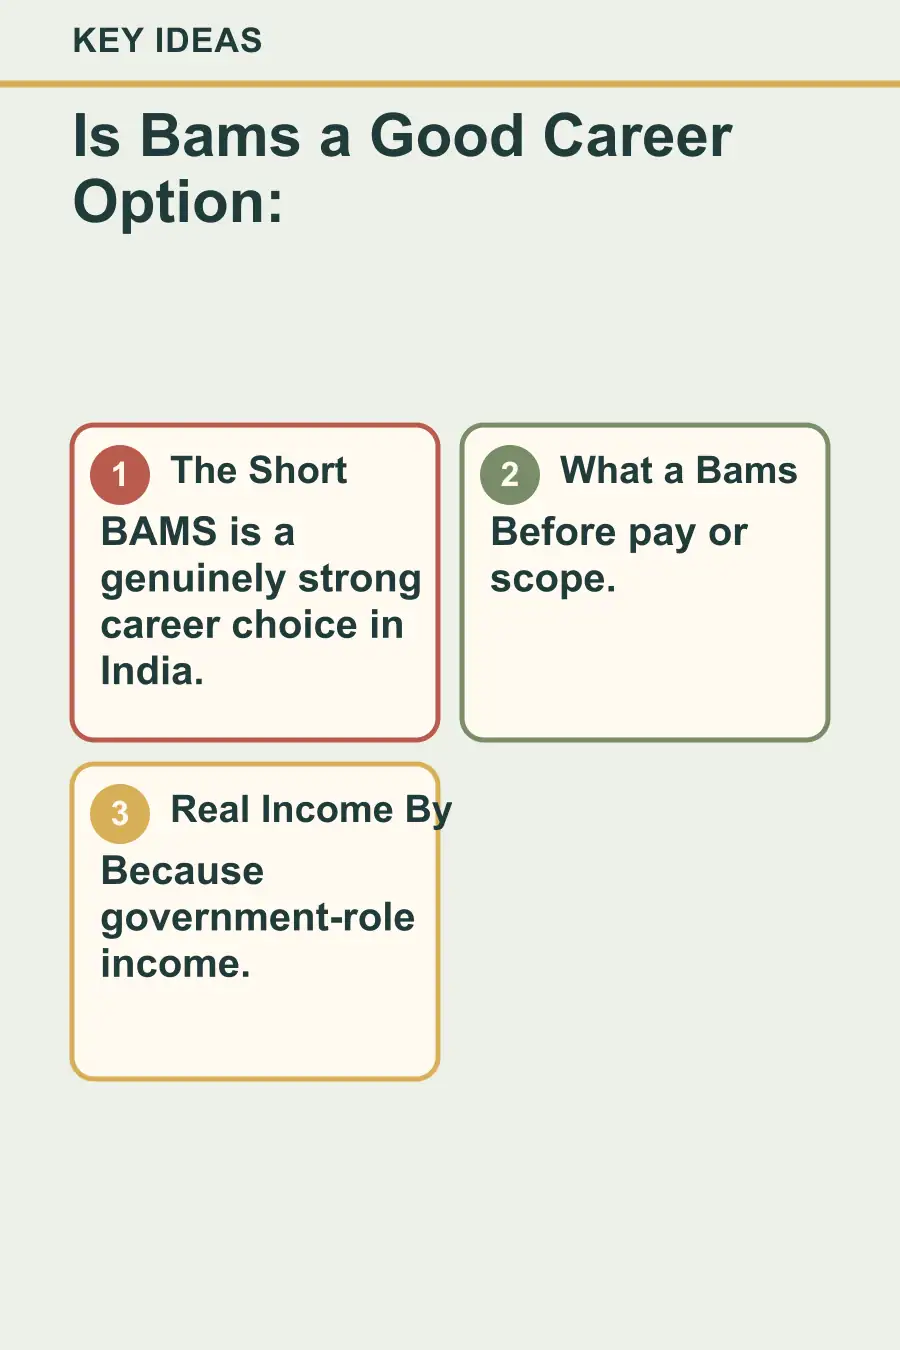 KEY IDEAS
Is Bams a Good Career
Option:
1 The Short
BAMS is a
genuinely strong
career choice in
India.
2 What a Bams
Before pay or
scope.
3 Real Income By
Because
government-role
income.